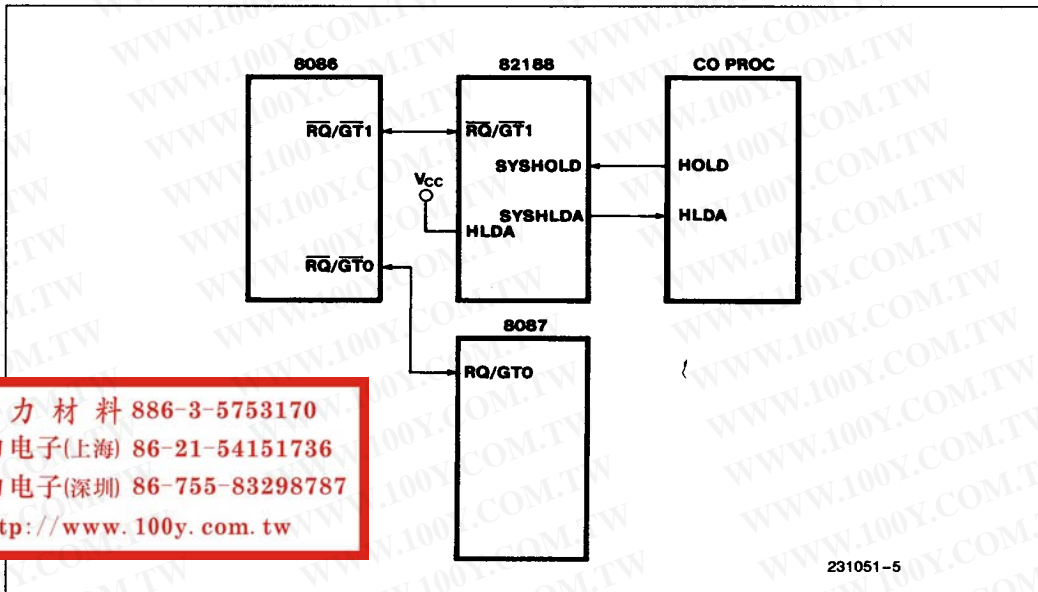 8086
82188
CO PROC
RQ/GT1
RQ/GT1
SYSHOLD
HOLD
VCC
SYSHLDA
HLDA
HLDA
RQ/GT0
8087
RQ/GT0
力 材 料 886-3-5753170
电子(上海) 86-21-54151736
电子(深圳) 86-755-83298787
tp://www.100y.com.tw
231051-5
WWW.100Y.COM.TW